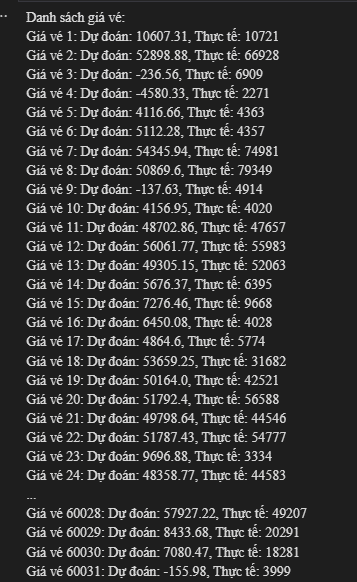 Danh sách giá vé:
Giá vé 1: Dự đoán: 10607.31, Thực tế: 10721
Giá vé 2: Dự đoán: 52898.88, Thực tế: 66928
Giá vé 3: Dự đoán: -236.56, Thực tế: 6909
Giá vé 4: Dự đoán: -4580.33, Thực tế: 2271
Giá vé 5: Dự đoán: 4116.66, Thực tế: 4363
Giá vé 6: Dự đoán: 5112.28, Thực tế: 4357
Giá vé 7: Dự đoán: 54345.94, Thực tế: 74981
Giá vé 8: Dự đoán: 50869.6, Thực tế: 79349
Giá vé 9: Dự đoán: -137.63, Thực tế: 4914
Giá vé 10: Dự đoán: 4156.95, Thực tế: 4020
Giá vé 11: Dự đoán: 48702.86, Thực tế: 47657
Giá vé 12: Dự đoán: 56061.77, Thực tế: 55983
Giá vé 13: Dự đoán: 49305.15, Thực tế: 52063
Giá vé 14: Dự đoán: 5676.37, Thực tế: 6395
Giá vé 15: Dự đoán: 7276.46, Thực tế: 9668
Giá vé 16: Dự đoán: 6450.08, Thực tế: 4028
Giá vé 17: Dự đoán: 4864.6, Thực tế: 5774
Giá vé 18: Dự đoán: 53659.25, Thực tế: 31682
Giá vé 19: Dự đoán: 50164.0, Thực tế: 42521
Giá vé 20: Dự đoán: 51792.4, Thực tế: 56588
Giá vé 21: Dự đoán: 49798.64, Thực tế: 44546
Giá vé 22: Dự đoán: 51787.43, Thực tế: 54777
Giá vé 23: Dự đoán: 9696.88, Thực tế: 3334
Giá vé 24: Dự đoán: 48358.77, Thực tế: 44583
...
Giá vé 60028: Dự đoán: 57927.22, Thực tế: 49207
Giá vé 60029: Dự đoán: 8433.68, Thực tế: 20291
Giá vé 60030: Dự đoán: 7080.47, Thực tế: 18281
Giá vé 60031: Dự đoán: -155.98, Thực tế: 3999